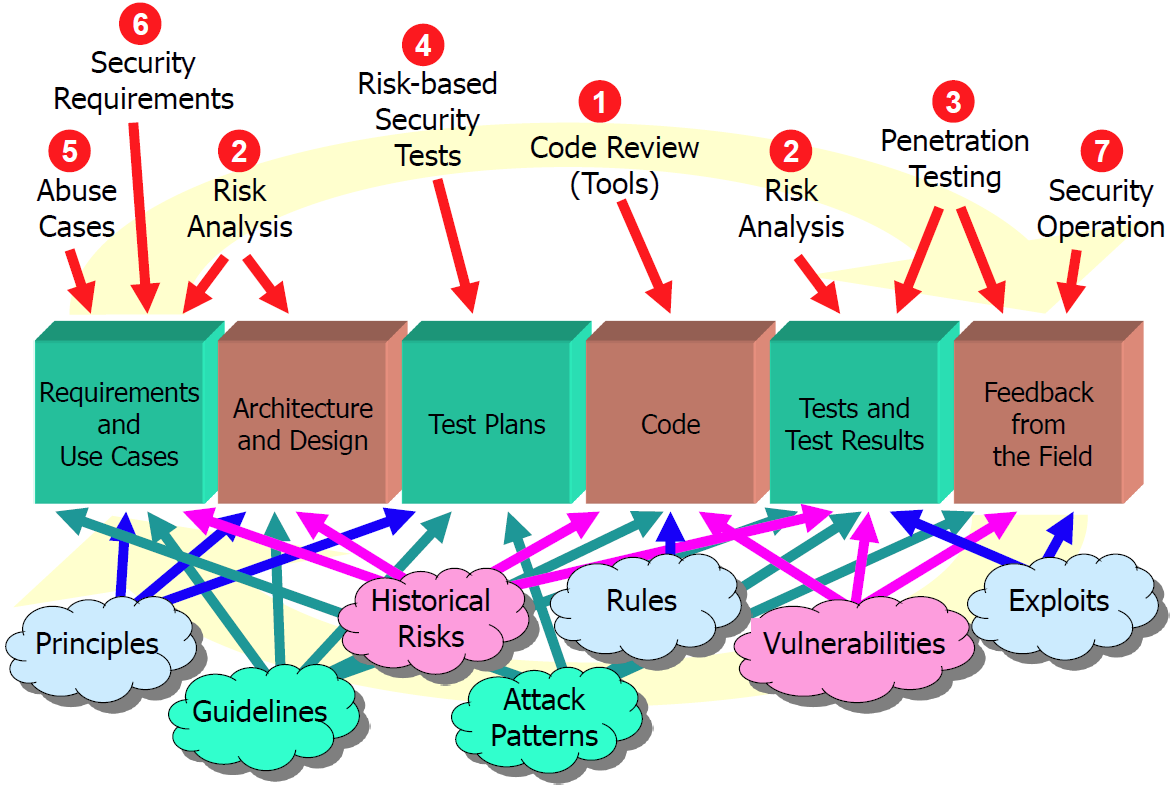 6
Security
Requirements
5
Abuse
Cases
2
Risk
Analysis
4
Risk-based
Security
Tests
1
Code Review
(Tools)
2
Risk
Analysis
3
Penetration
Testing
7
Security
Operation
Requirements
and
Use Cases
Architecture
and Design
Test Plans
Code
Tests and
Test Results
Feedback
from
the Field
Principles
Guidelines
Historical
Risks
Attack
Patterns
Rules
Vulnerabilities
Exploits